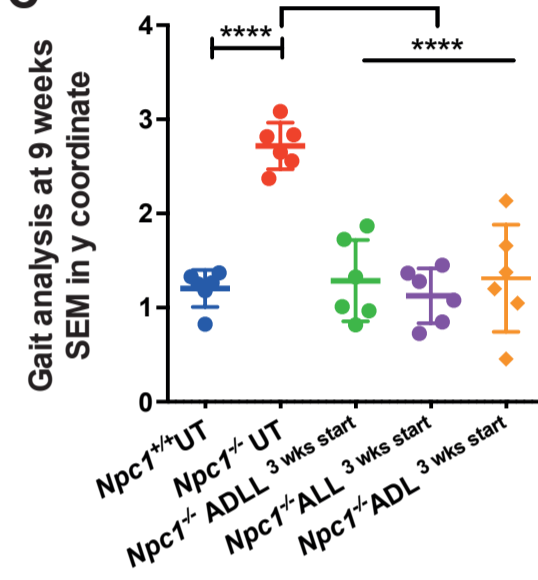 4
****
****
3
2
1
0
Gait analysis at 9 weeks
SEM in y coordinate
Npc1+/+UT
Npc1-/- UT
Npc1-/- ADLL 3 wks start
Npc1-/-ALL 3 wks start
Npc1-/-ADL 3 wks start